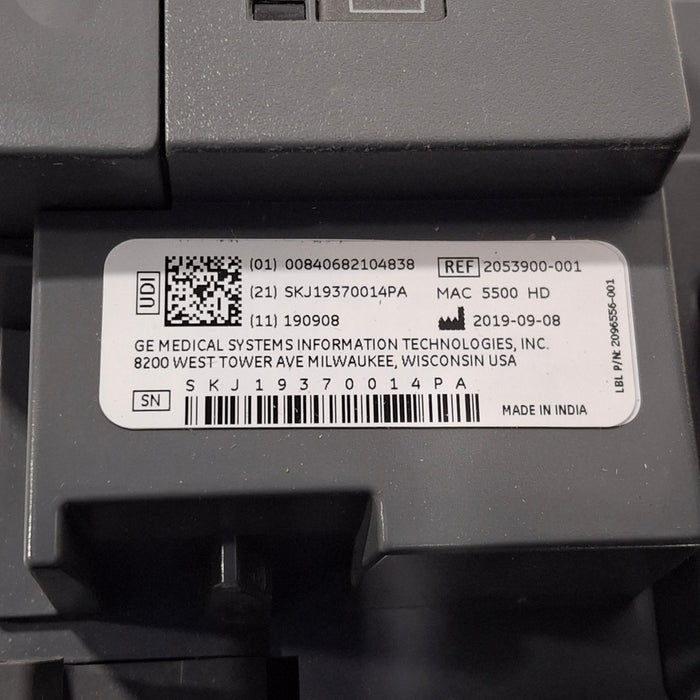 UDI
(01) 00840682104838
(21) SKJ19370014PA
(11) 190908
REF 2053900-001
MAC 5500 HD
2019-09-08
GE MEDICAL SYSTEMS INFORMATION TECHNOLOGIES, INC.
8200 WEST TOWER AVE MILWAUKEE, WISCONSIN USA
SN
SKJ19370014PA
MADE IN INDIA
LBL P/N: 2096556-001